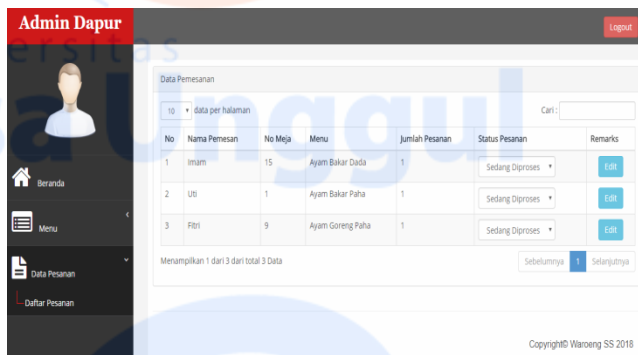 Admin Dapur
Logout
Data Pemesanan
10 data per halaman
Cari :
No Nama Pemesan No Meja Menu Jumlah Pesanan Status Pesanan Remarks
1 Imam 15 Ayam Bakar Dada 1 Sedang Diproses Edit
2 Uti 1 Ayam Bakar Paha 1 Sedang Diproses Edit
3 Fitri 9 Ayam Goreng Paha 1 Sedang Diproses Edit
Menampilkan 1 dari 3 dari total 3 Data
Sebelumnya 1 Selanjutnya
Beranda
Menu
Data Pesanan
Daftar Pesanan
Copyright© Waroeng SS 2018
ersitas
a Unggul